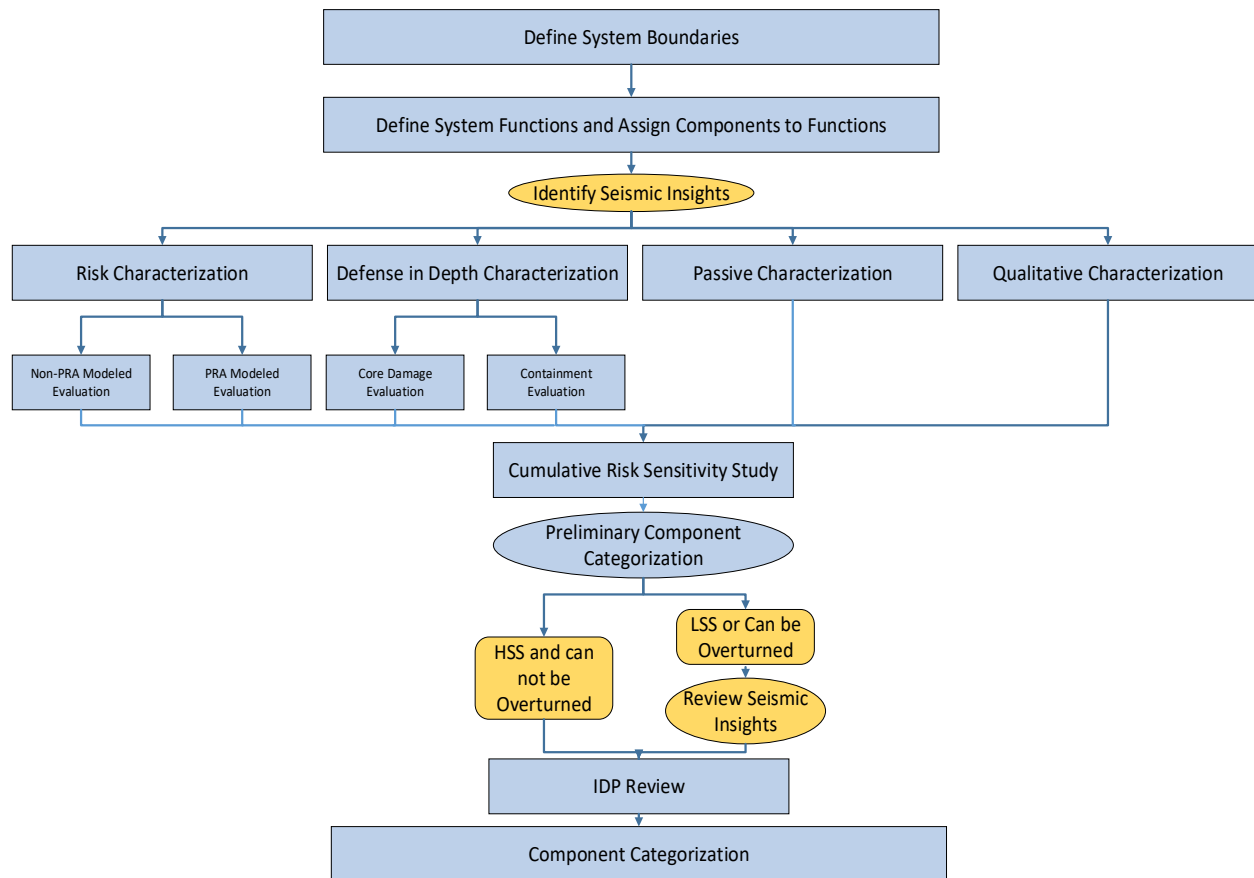 Define System Boundaries
Define System Functions and Assign Components to Functions
Identify Seismic Insights
Risk Characterization
Defense in Depth Characterization
Passive Characterization
Qualitative Characterization
Non-PRA Modeled
Evaluation
PRA Modeled
Evaluation
Core Damage
Evaluation
Containment
Evaluation
Cumulative Risk Sensitivity Study
Preliminary Component
Categorization
HSS and can
not be
Overturned
LSS or Can be
Overturned
Review Seismic
Insights
IDP Review
Component Categorization